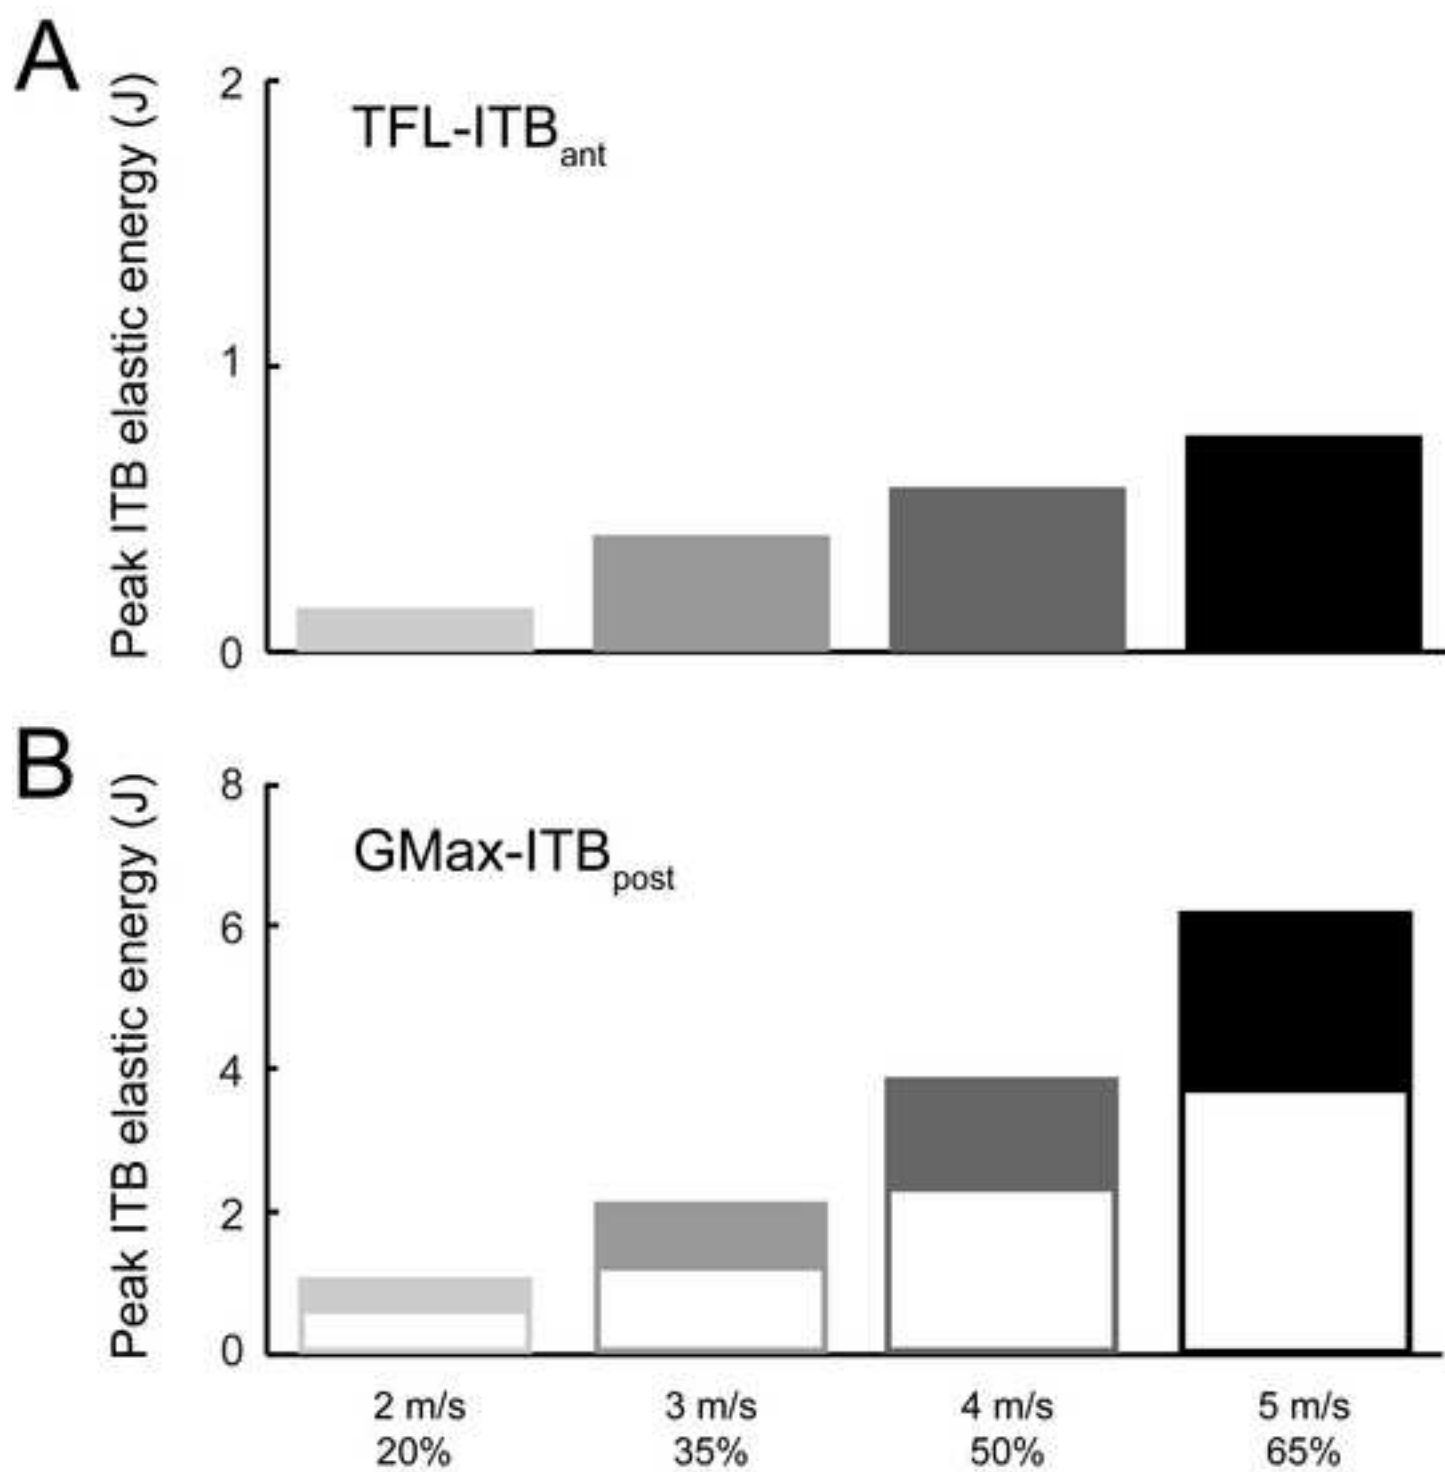 A
Peak ITB elastic energy (J)
2
1
0
TFL-ITBant
B
Peak ITB elastic energy (J)
8
6
4
2
0
GMax-ITBpost
2 m/s 3 m/s 4 m/s 5 m/s
20% 35% 50% 65%